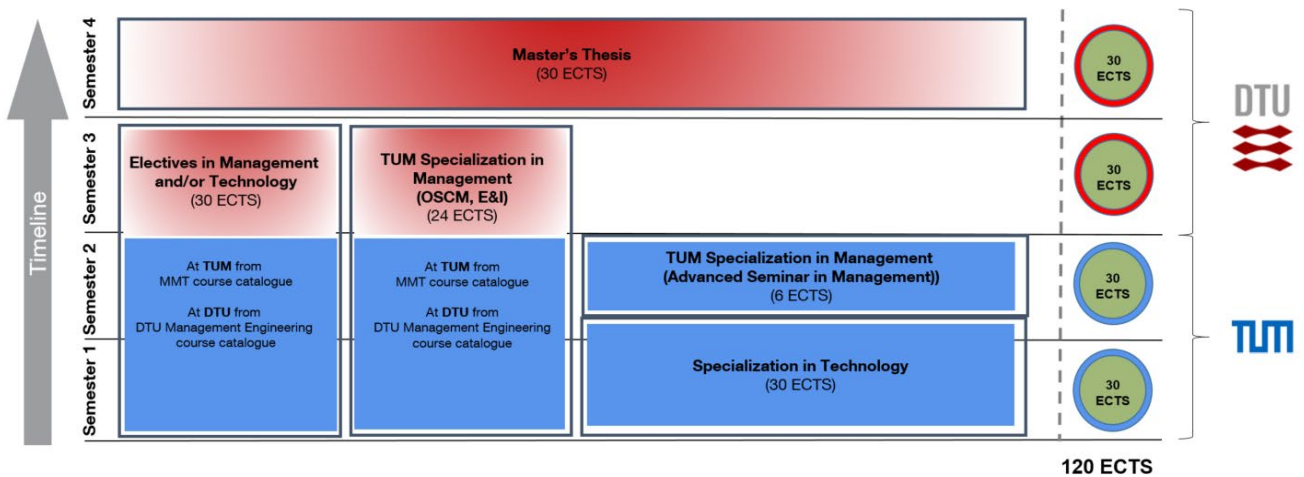 Timeline
Semester 4
Master's Thesis
(30 ECTS)
30
ECTS
DTU
Semester 3
Electives in Management
and/or Technology
(30 ECTS)
TUM Specialization in
Management
(OSCM, E&I)
(24 ECTS)
30
ECTS
Semester 2
At TUM from
MMT course catalogue
At DTU from
DTU Management Engineering
course catalogue
At TUM from
MMT course catalogue
At DTU from
DTU Management Engineering
course catalogue
TUM Specialization in Management
(Advanced Seminar in Management))
(6 ECTS)
30
ECTS
TUM
Semester 1
Specialization in Technology
(30 ECTS)
30
ECTS
120 ECTS